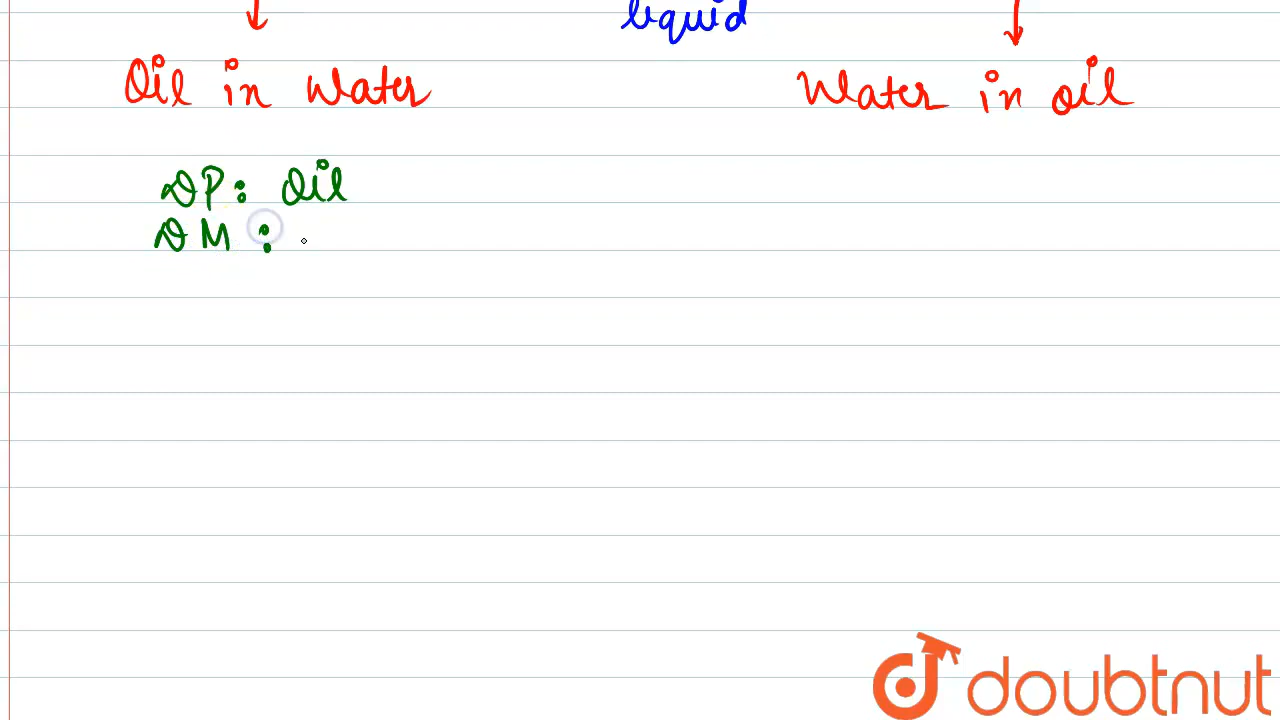 liquid
Oil in Water
Water in oil
DP: Oil
DM :
doubtnut